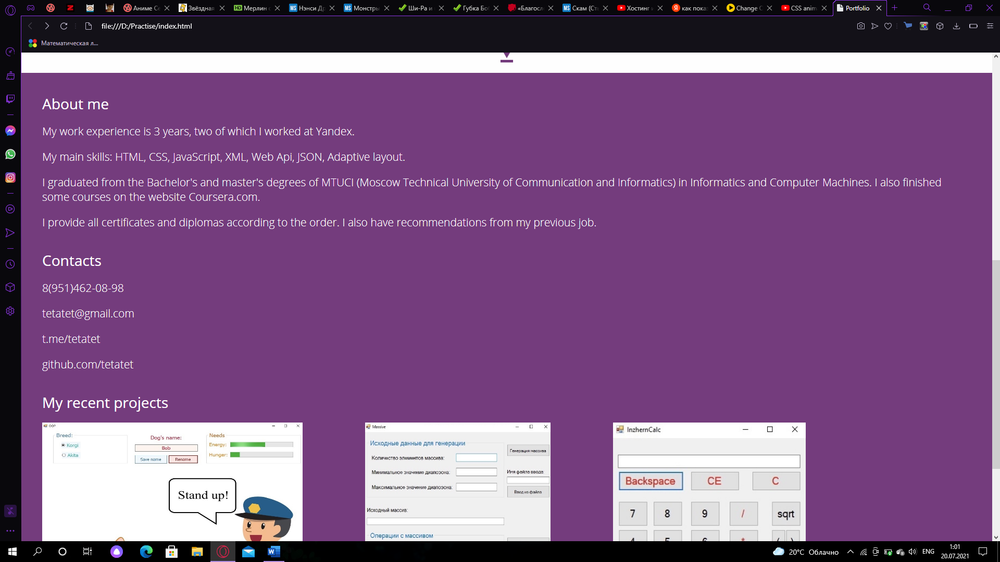 Аниме Се
Звёздная
Мерлин с
Нэнси Др
Монстры
Ши-Ра и
Губка Боб
«Благосл
Скам (Сты
Хостинг и
как пока
Change C
CSS anim
Portfolio
file:///D:/Practise/index.html
Математическая л...
About me
My work experience is 3 years, two of which I worked at Yandex.
My main skills: HTML, CSS, JavaScript, XML, Web Api, JSON, Adaptive layout.
I graduated from the Bachelor's and master's degrees of MTUCI (Moscow Technical University of Communication and Informatics) in Informatics and Computer Machines. I also finished
some courses on the website Coursera.com.
I provide all certificates and diplomas according to the order. I also have recommendations from my previous job.
Contacts
8(951)462-08-98
tetatet@gmail.com
t.me/tetatet
github.com/tetatet
My recent projects
OOP
Breed:
Korgi
Akita
Dog's name:
Bob
Save name
Rename
Needs
Energy:
Hunger:
Stand up!
Massive
Исходные данные для генерации
Количество элементов массива:
Минимальное значение диапозона:
Максимальное значение диапозона:
Генерация массива
Имя файла ввода:
Ввод из файла
Исходный массив:
Операции с массивом
InzhernCalc
Backspace CE C
7 8 9 / sqrt
4 5 6 * ( )
20°C Облачно
ENG
1:01
20.07.2021